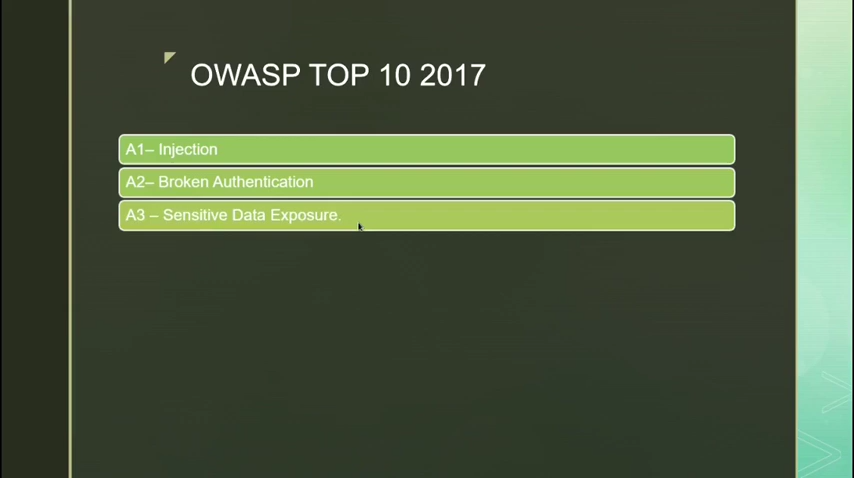 OWASP TOP 10 2017
A1– Injection
A2– Broken Authentication
A3 – Sensitive Data Exposure.